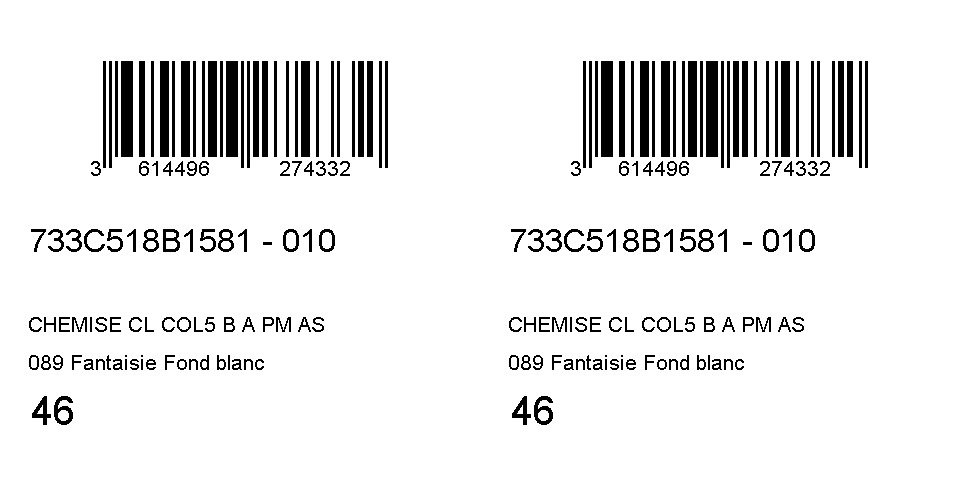 3 614496 274332
733C518B1581 - 010
CHEMISE CL COL5 B A PM AS
089 Fantaisie Fond blanc
46
3 614496 274332
733C518B1581 - 010
CHEMISE CL COL5 B A PM AS
089 Fantaisie Fond blanc
46